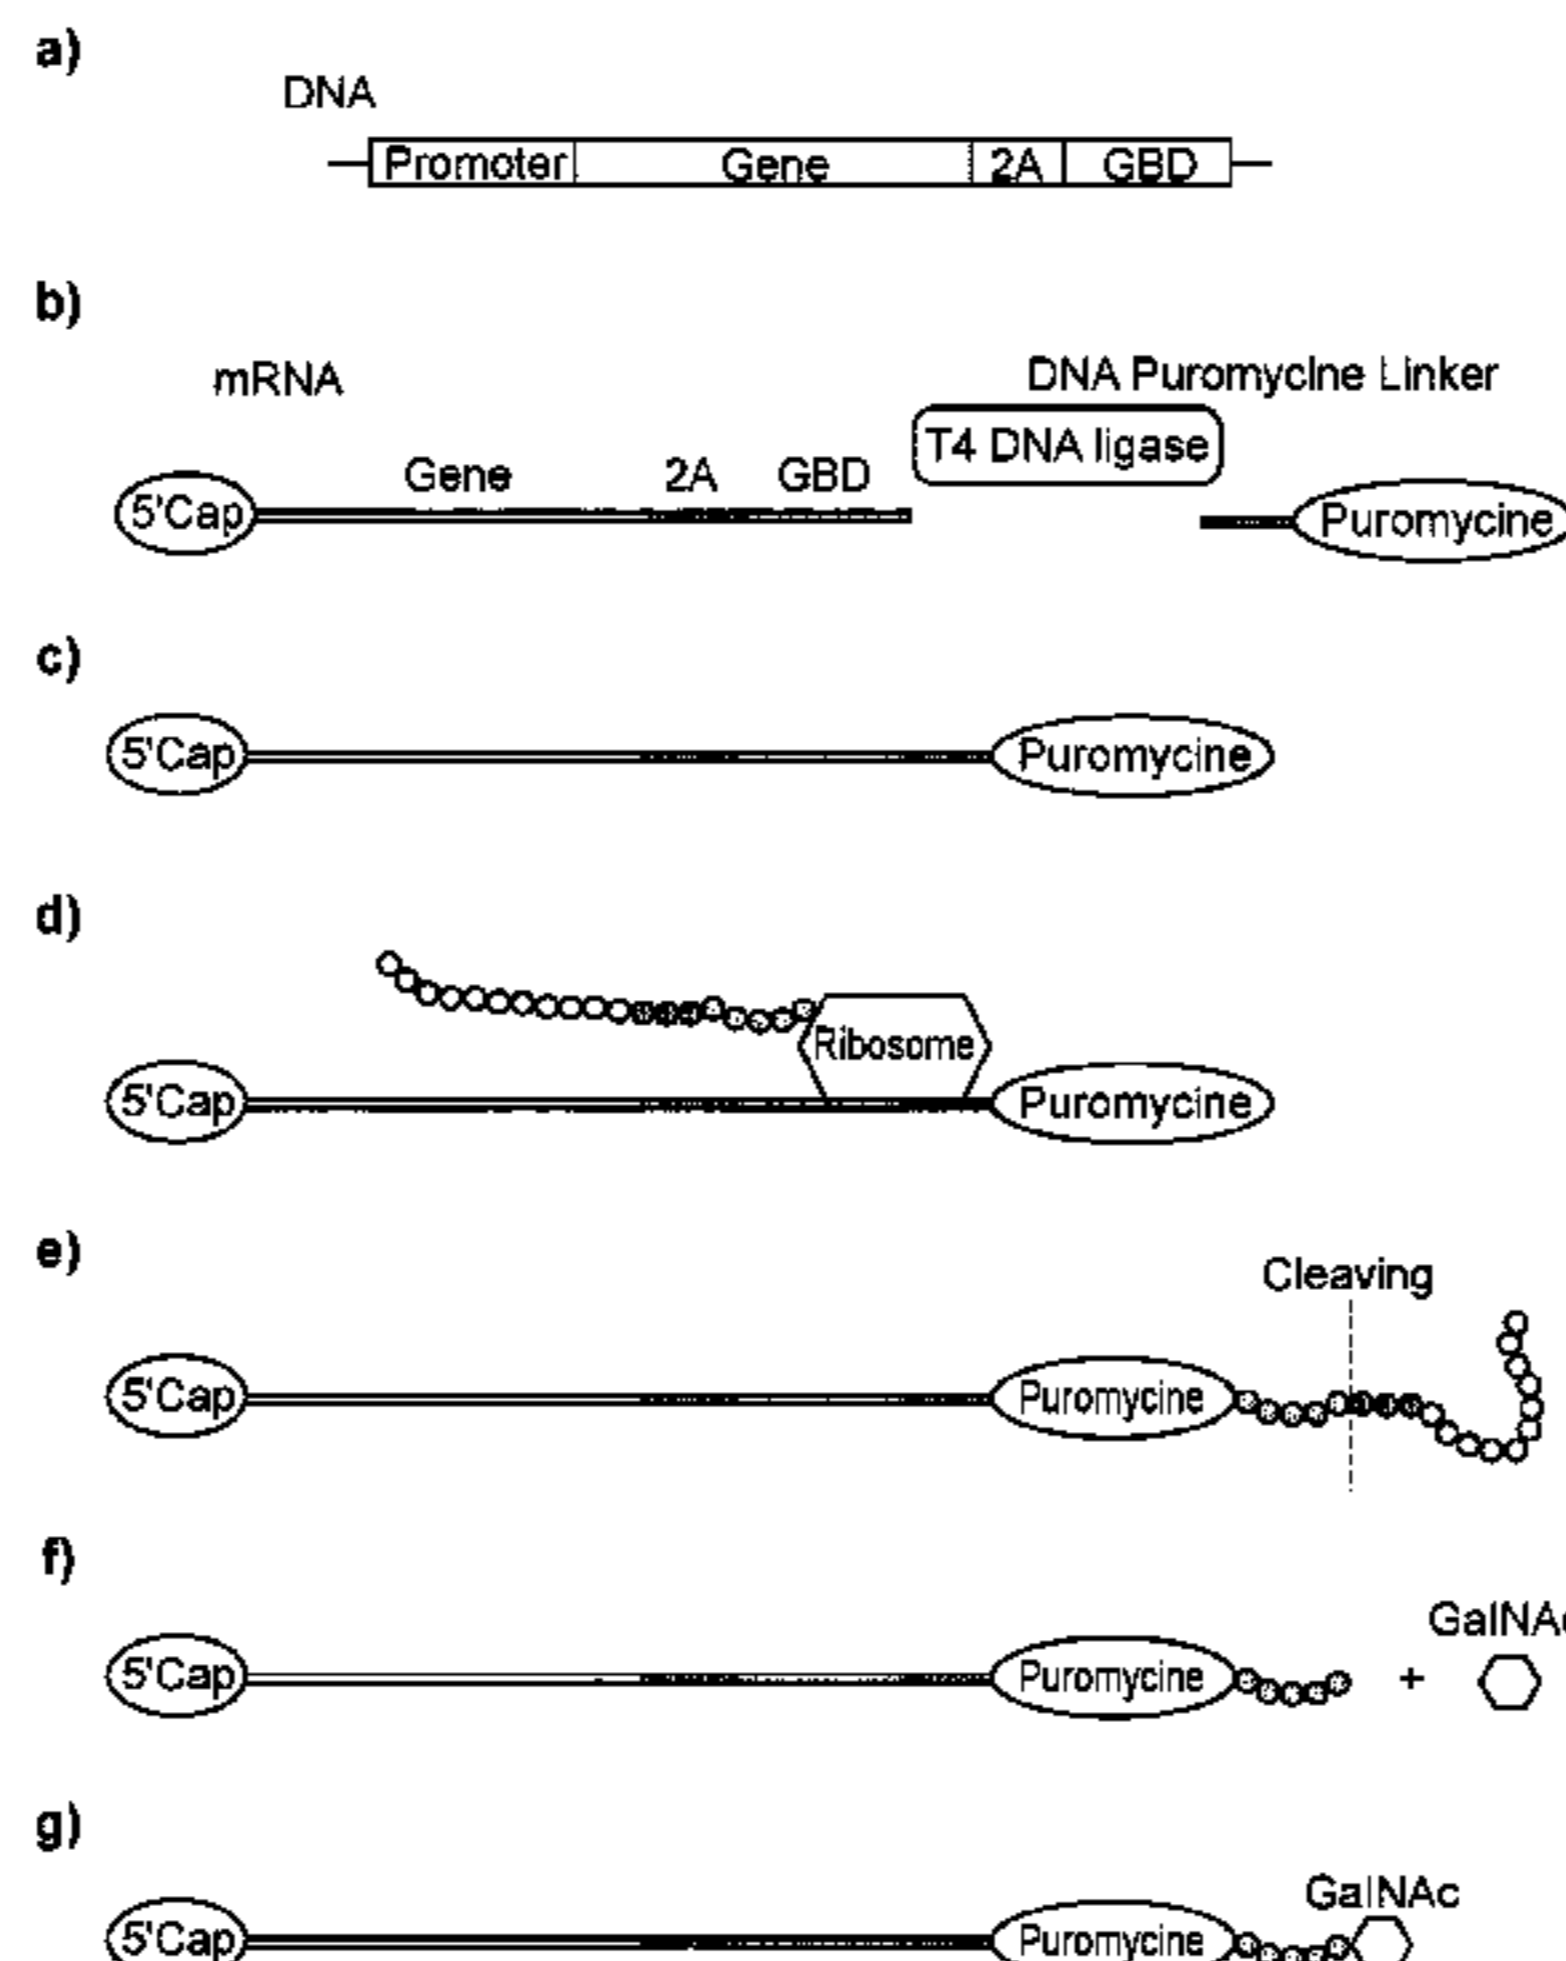 a)
DNA
Promoter Gene 2A GBD
b)
mRNA
DNA Puromycine Linker
T4 DNA ligase
Gene 2A GBD
5'Cap
Puromycine
c)
5'Cap
Puromycine
d)
Ribosome
5'Cap
Puromycine
e)
Cleaving
5'Cap
Puromycine
f)
GalNAc
5'Cap
Puromycine
+
g)
GalNAc
5'Cap
Puromycine